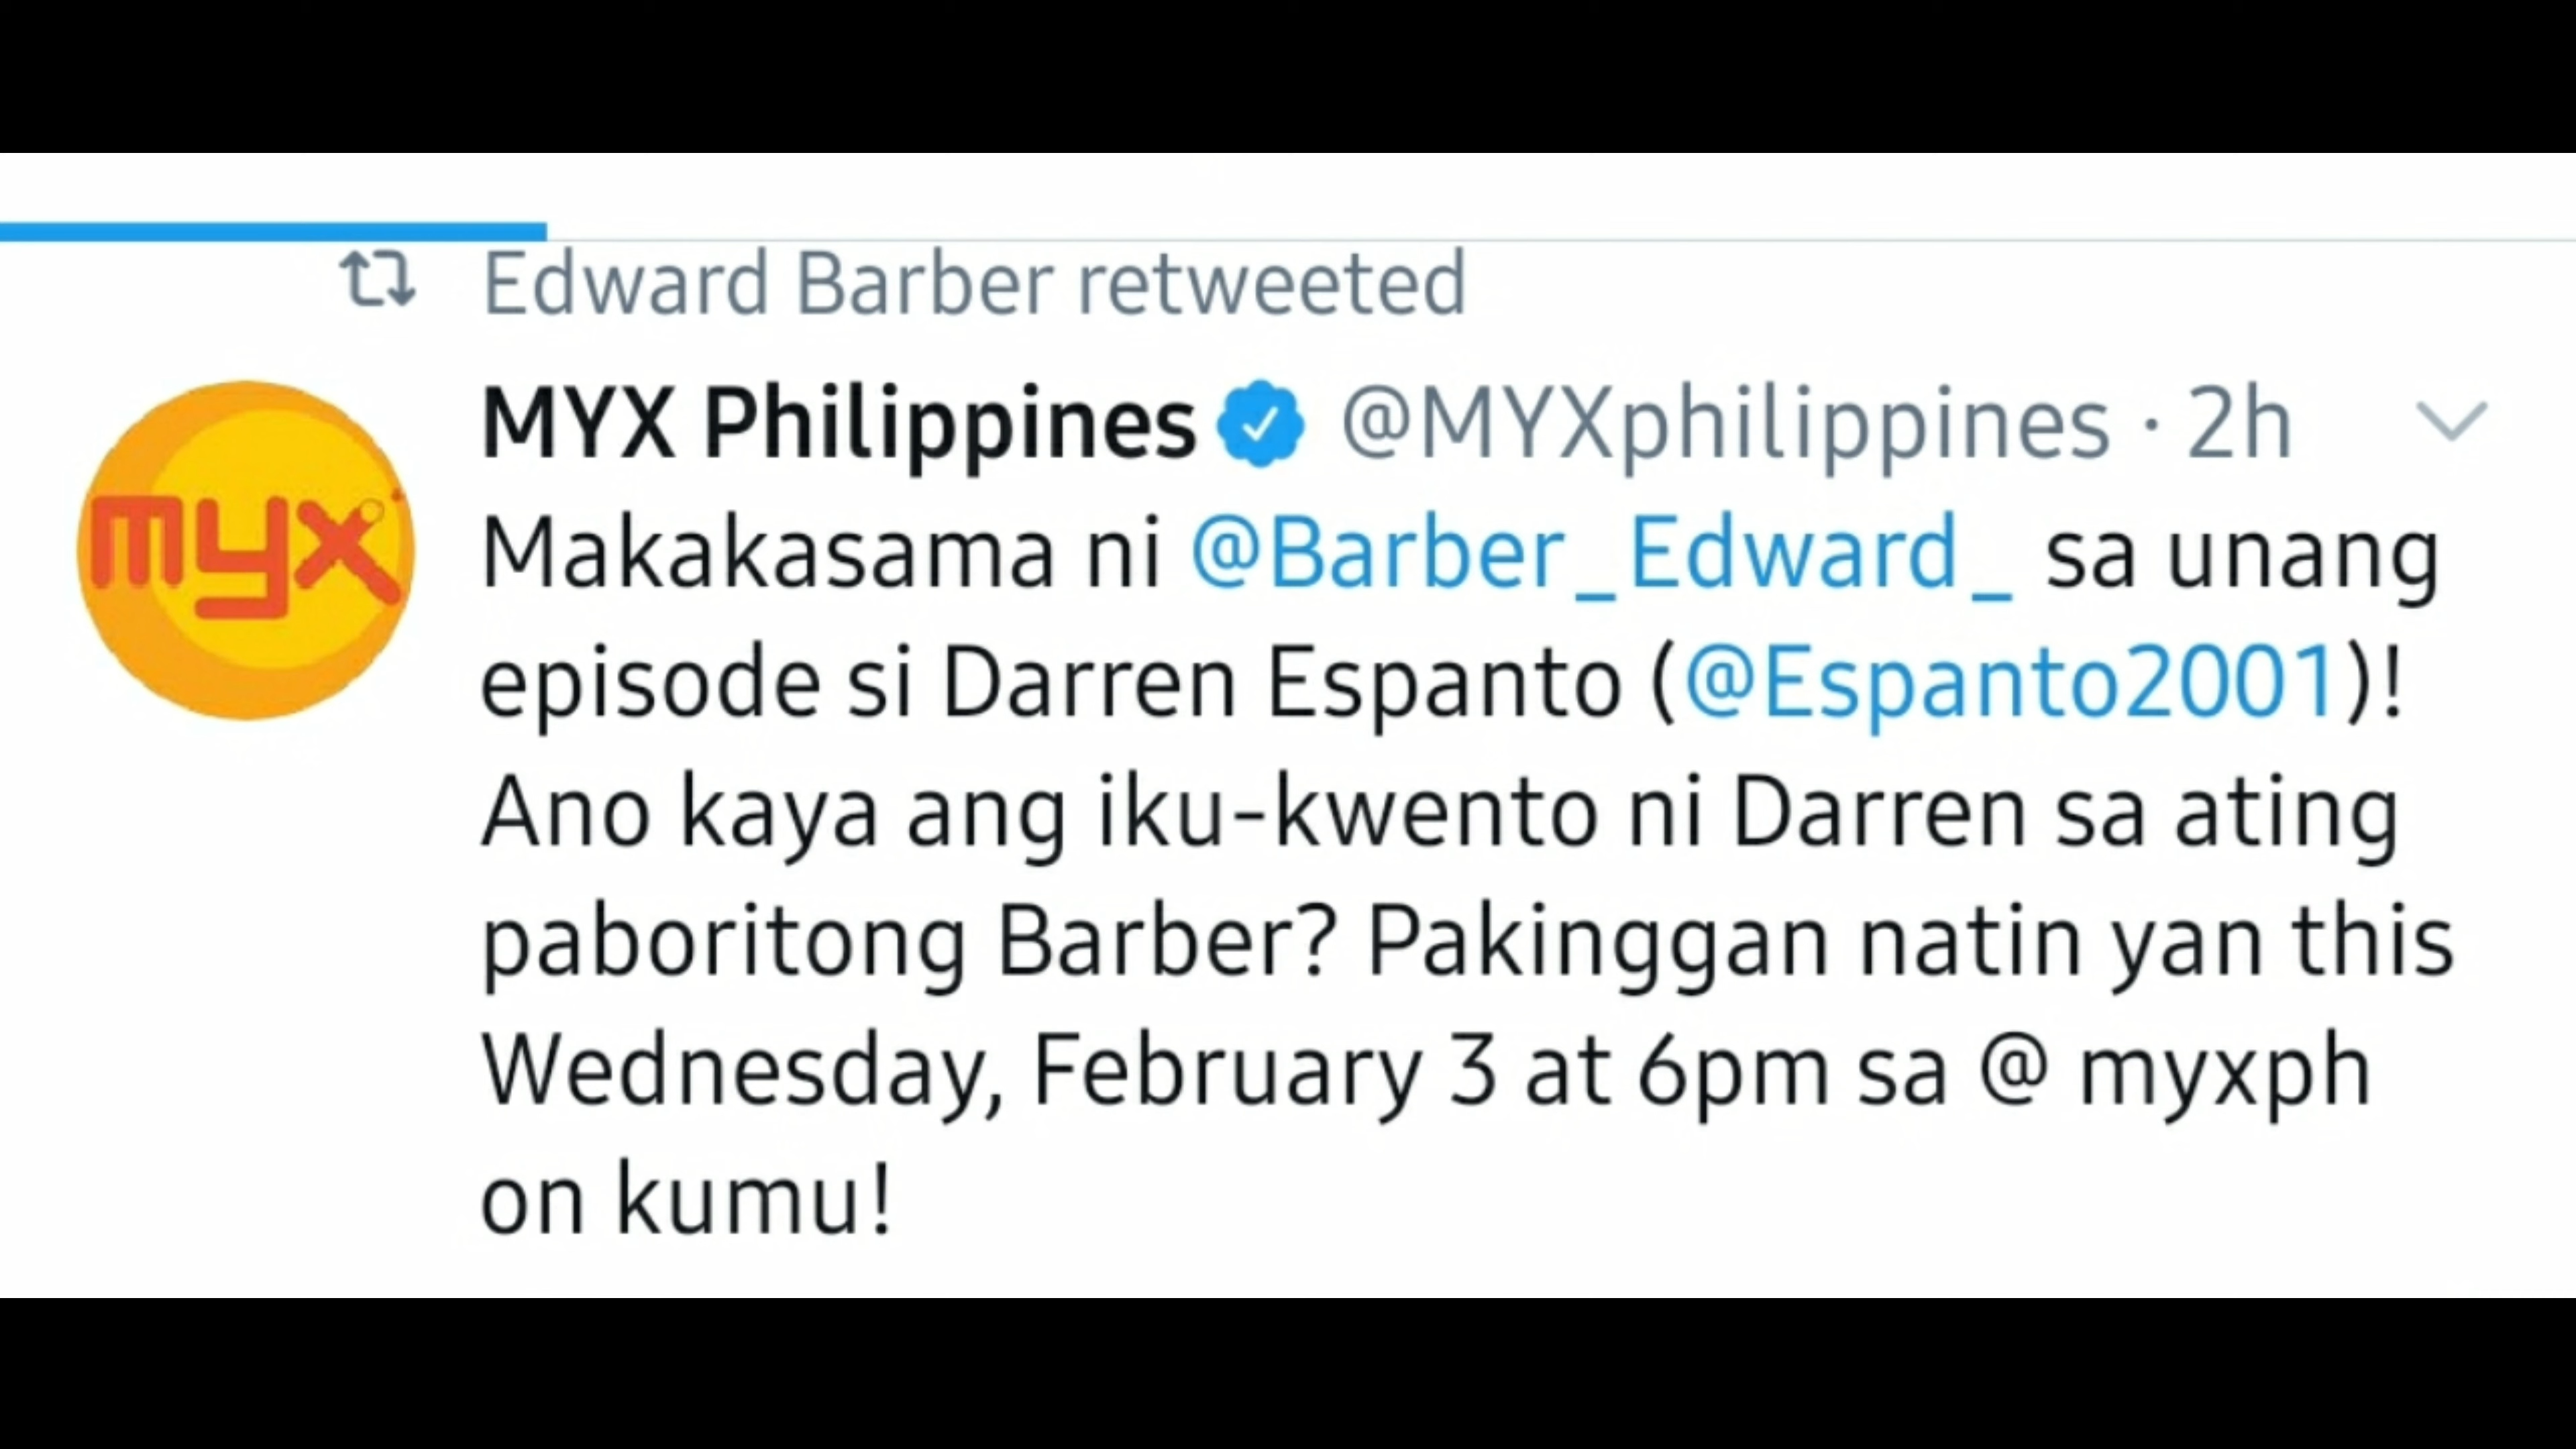 Edward Barber retweeted
MYX Philippines @MYXphilippines · 2h
myx
Makakasama ni @Barber_Edward_ sa unang
episode si Darren Espanto (@Espanto2001)!
Ano kaya ang iku-kwento ni Darren sa ating
paboritong Barber? Pakinggan natin yan this
Wednesday, February 3 at 6pm sa @ myxph
on kumu!